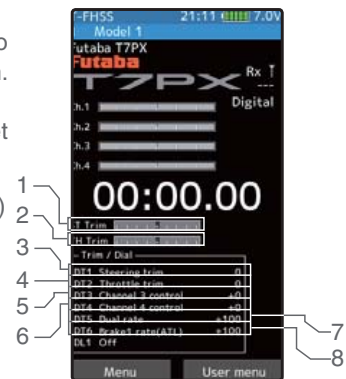 T-FHSS 21:11 7.0V
Model 1
Futaba T7PX
Futaba
T7PX
Rx
---
Digital
Ch.1
Ch.2
Ch.3
Ch.4
00:00.00
ST Trim
TH Trim
Trim / Dial
DT1 Steering trim 0
DT2 Throttle trim 0
DT3 Channel 3 control +0
DT4 Channel 4 control +0
DT5 Dual rate +100
DT6 Brake1 rate(ATL) +100
DL1 Off
Menu User menu
1
2
3
4
5
6
7
8
o
n.
et
)